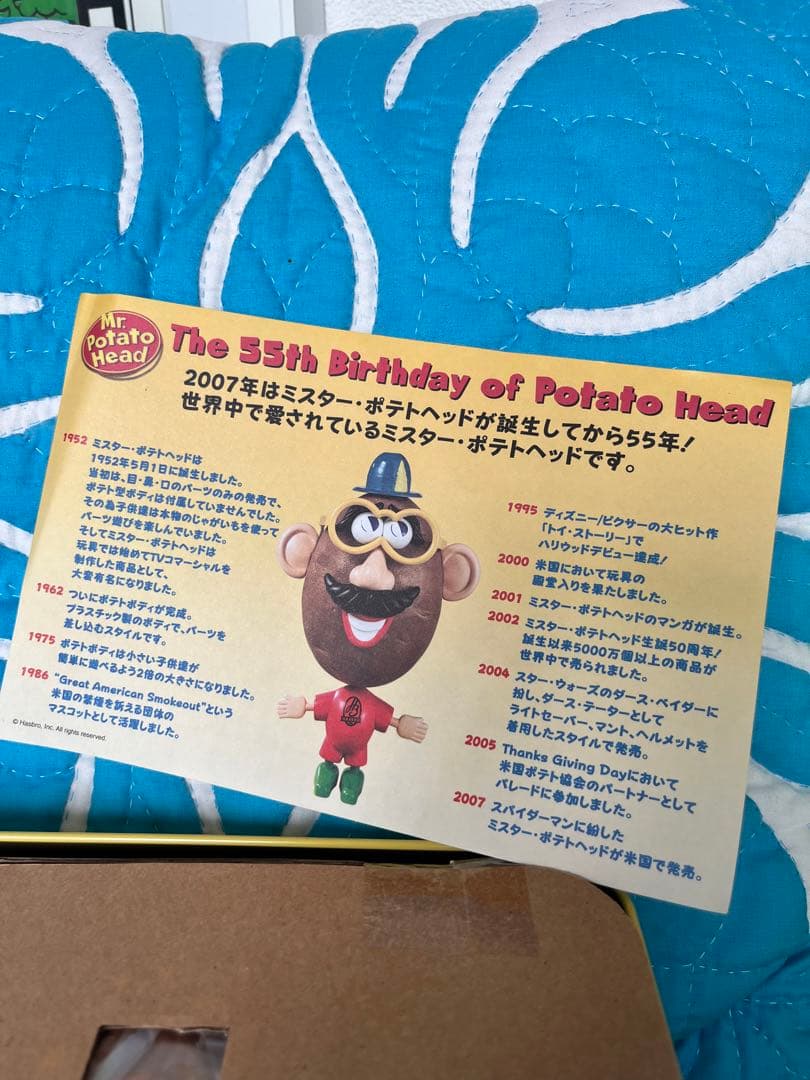 Mr.
Potato
Head
The 55th Birthday of Potato Head
2007年はミスター・ポテトヘッドが誕生してから55年!
世界中で愛されているミスター・ポテトヘッドです。
1952 ミスター・ポテトヘッドは
1952年5月1日に誕生しました。
当初は、目・鼻・口のパーツのみの発売で、
ポテト型ボディは付属していませんでした。
その為子供達は本物のじゃがいもを使って
パーツ遊びを楽しんでいました。
そしてミスター・ポテトヘッドは
玩具では始めてTVコマーシャルを
制作した商品として、
大変有名になりました。
1962 ついにポテトボディが完成。
プラスチック製のボディで、パーツを
差し込むスタイルです。
1975 ポテトボディは小さい子供達が
簡単に遊べるよう2倍の大きさになりました。
1986 "Great American Smokeout"という
米国の禁煙を訴える団体の
マスコットとして活躍しました。
© Hasbro, Inc. All rights reserved.
1995 ディズニー/ピクサーの大ヒット作
「トイ・ストーリー」で
ハリウッドデビュー達成!
2000 米国において玩具の
殿堂入りを果たしました。
2001 ミスター・ポテトヘッドのマンガが誕生。
2002 ミスター・ポテトヘッド生誕50周年!
誕生以来5000万個以上の商品が
世界中で売られました。
2004 スター・ウォーズのダース・ベイダーに
扮し、ダース・テーターとして
ライトセーバー、マント、ヘルメットを
着用したスタイルで発売。
2005 Thanks Giving Dayにおいて
米国ポテト協会のパートナーとして
パレードに参加しました。
2007 スパイダーマンに紛した
ミスター・ポテトヘッドが米国で発売。